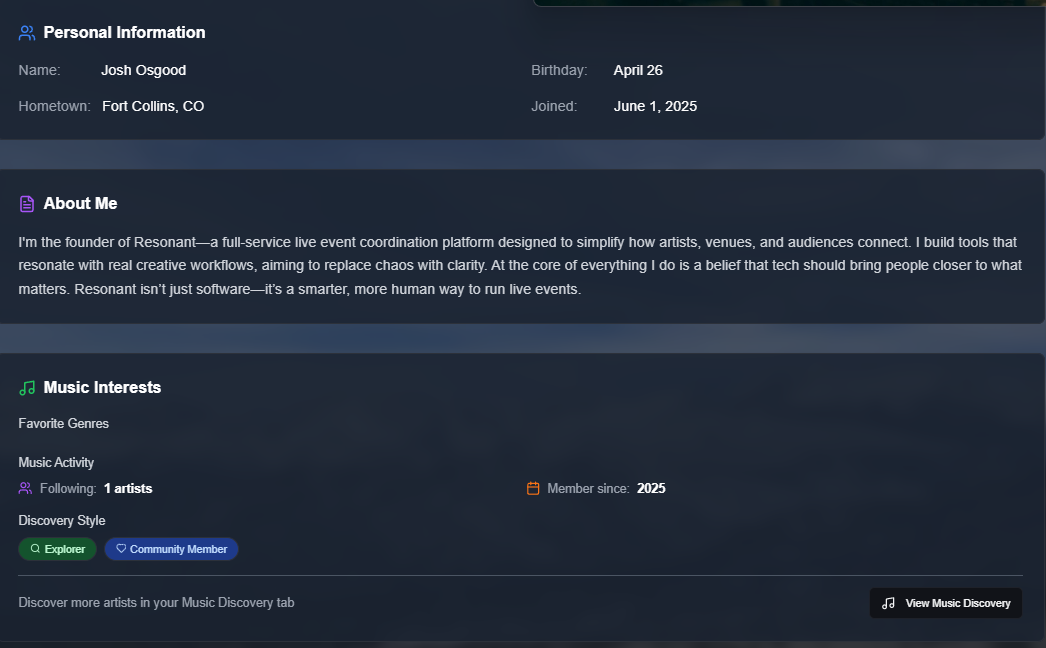 Personal Information
Name: Josh Osgood
Birthday: April 26
Hometown: Fort Collins, CO
Joined: June 1, 2025
About Me
I'm the founder of Resonant—a full-service live event coordination platform designed to simplify how artists, venues, and audiences connect. I build tools that
resonate with real creative workflows, aiming to replace chaos with clarity. At the core of everything I do is a belief that tech should bring people closer to what
matters. Resonant isn’t just software—it’s a smarter, more human way to run live events.
Music Interests
Favorite Genres
Music Activity
Following: 1 artists
Member since: 2025
Discovery Style
Explorer
Community Member
Discover more artists in your Music Discovery tab
View Music Discovery